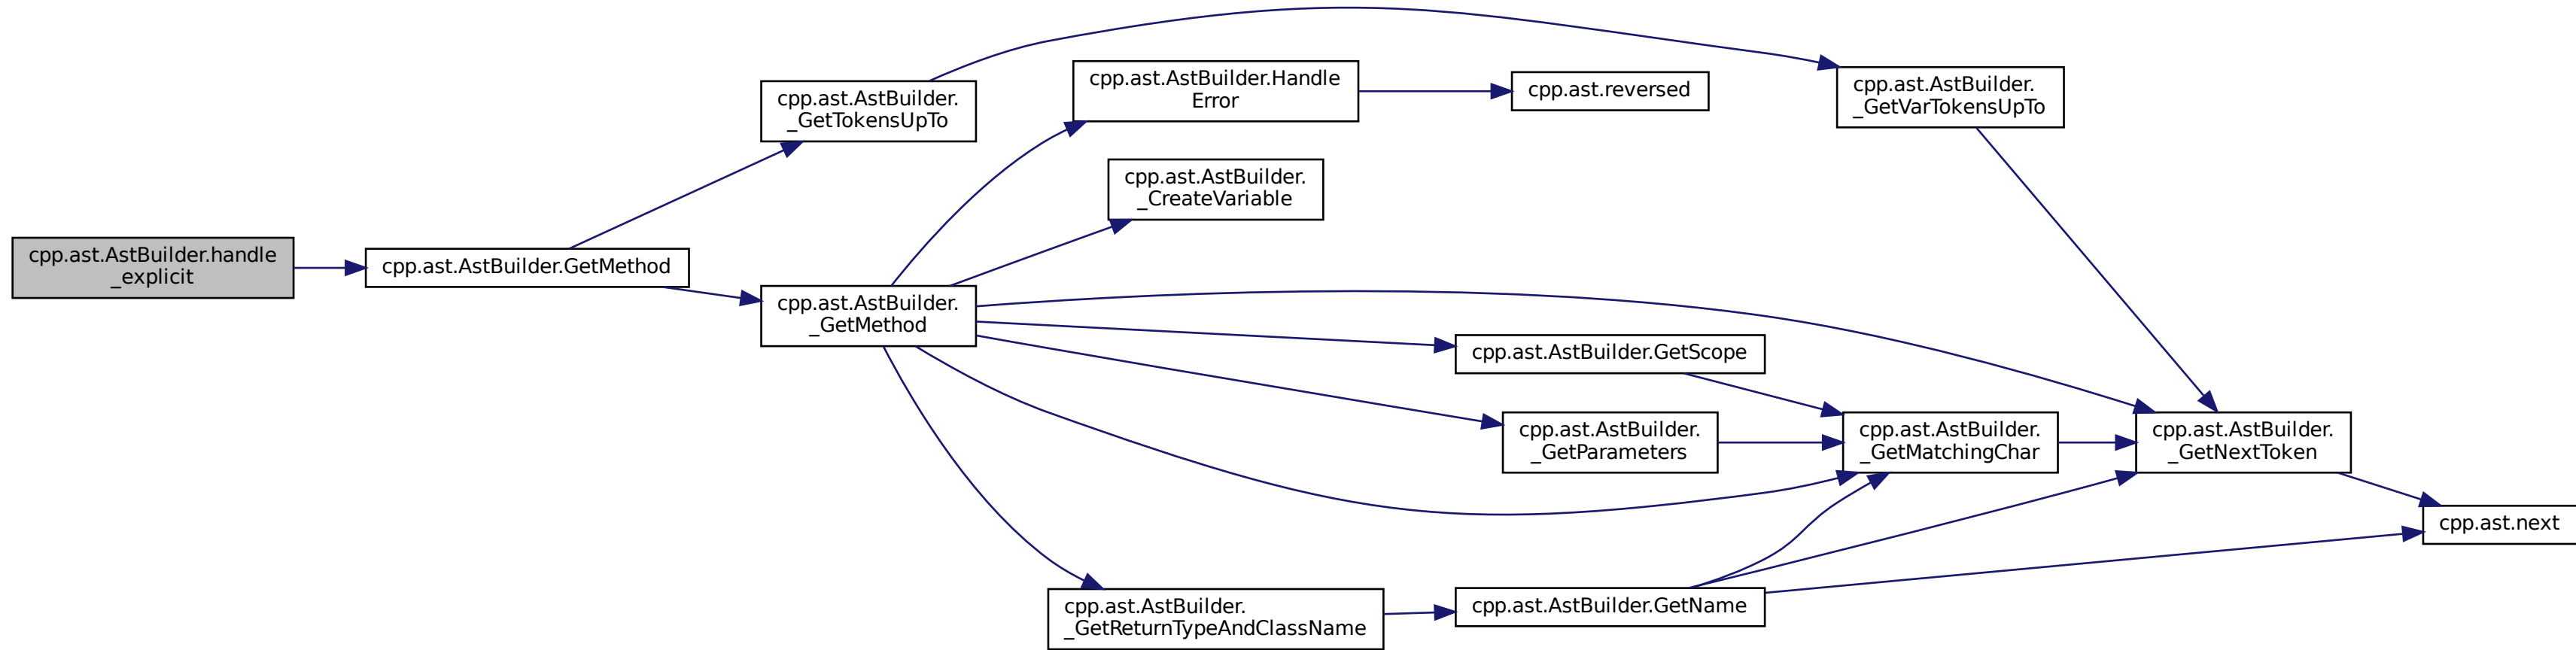 cpp.ast.AstBuilder.handle
_explicit
cpp.ast.AstBuilder.GetMethod
cpp.ast.AstBuilder.
_GetTokensUpTo
cpp.ast.AstBuilder.
_GetMethod
cpp.ast.AstBuilder.Handle
Error
cpp.ast.AstBuilder.
_CreateVariable
cpp.ast.AstBuilder.
_GetReturnTypeAndClassName
cpp.ast.reversed
cpp.ast.AstBuilder.GetScope
cpp.ast.AstBuilder.
_GetParameters
cpp.ast.AstBuilder.GetName
cpp.ast.AstBuilder.
_GetVarTokensUpTo
cpp.ast.AstBuilder.
_GetMatchingChar
cpp.ast.AstBuilder.
_GetNextToken
cpp.ast.next